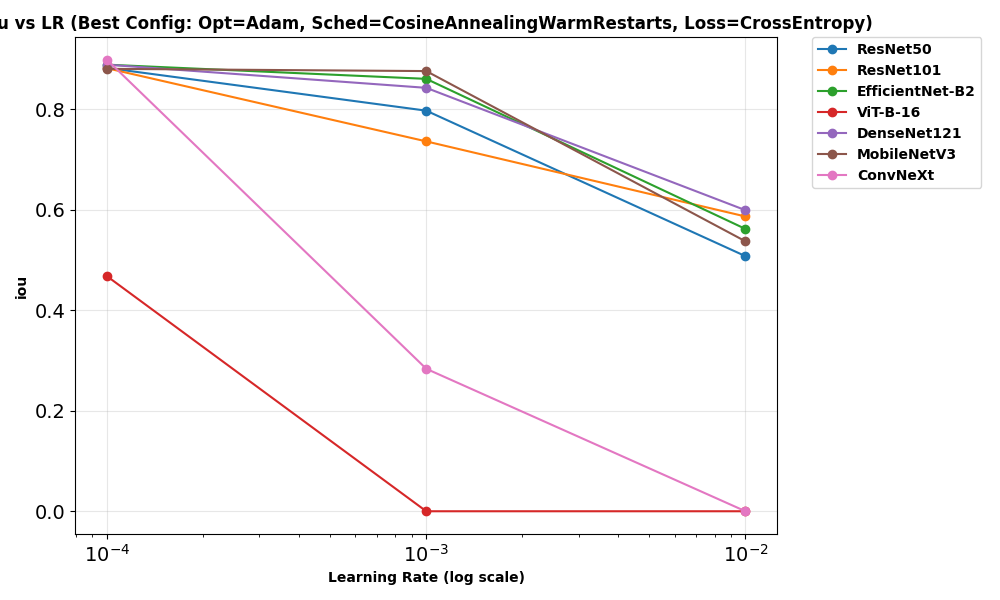 u vs LR (Best Config: Opt=Adam, Sched=CosineAnnealingWarmRestarts, Loss=CrossEntropy)
ResNet50
ResNet101
EfficientNet-B2
ViT-B-16
DenseNet121
MobileNetV3
ConvNeXt
iou
0.8
0.6
0.4
0.2
0.0
10⁻⁴ 10⁻³ 10⁻²
Learning Rate (log scale)